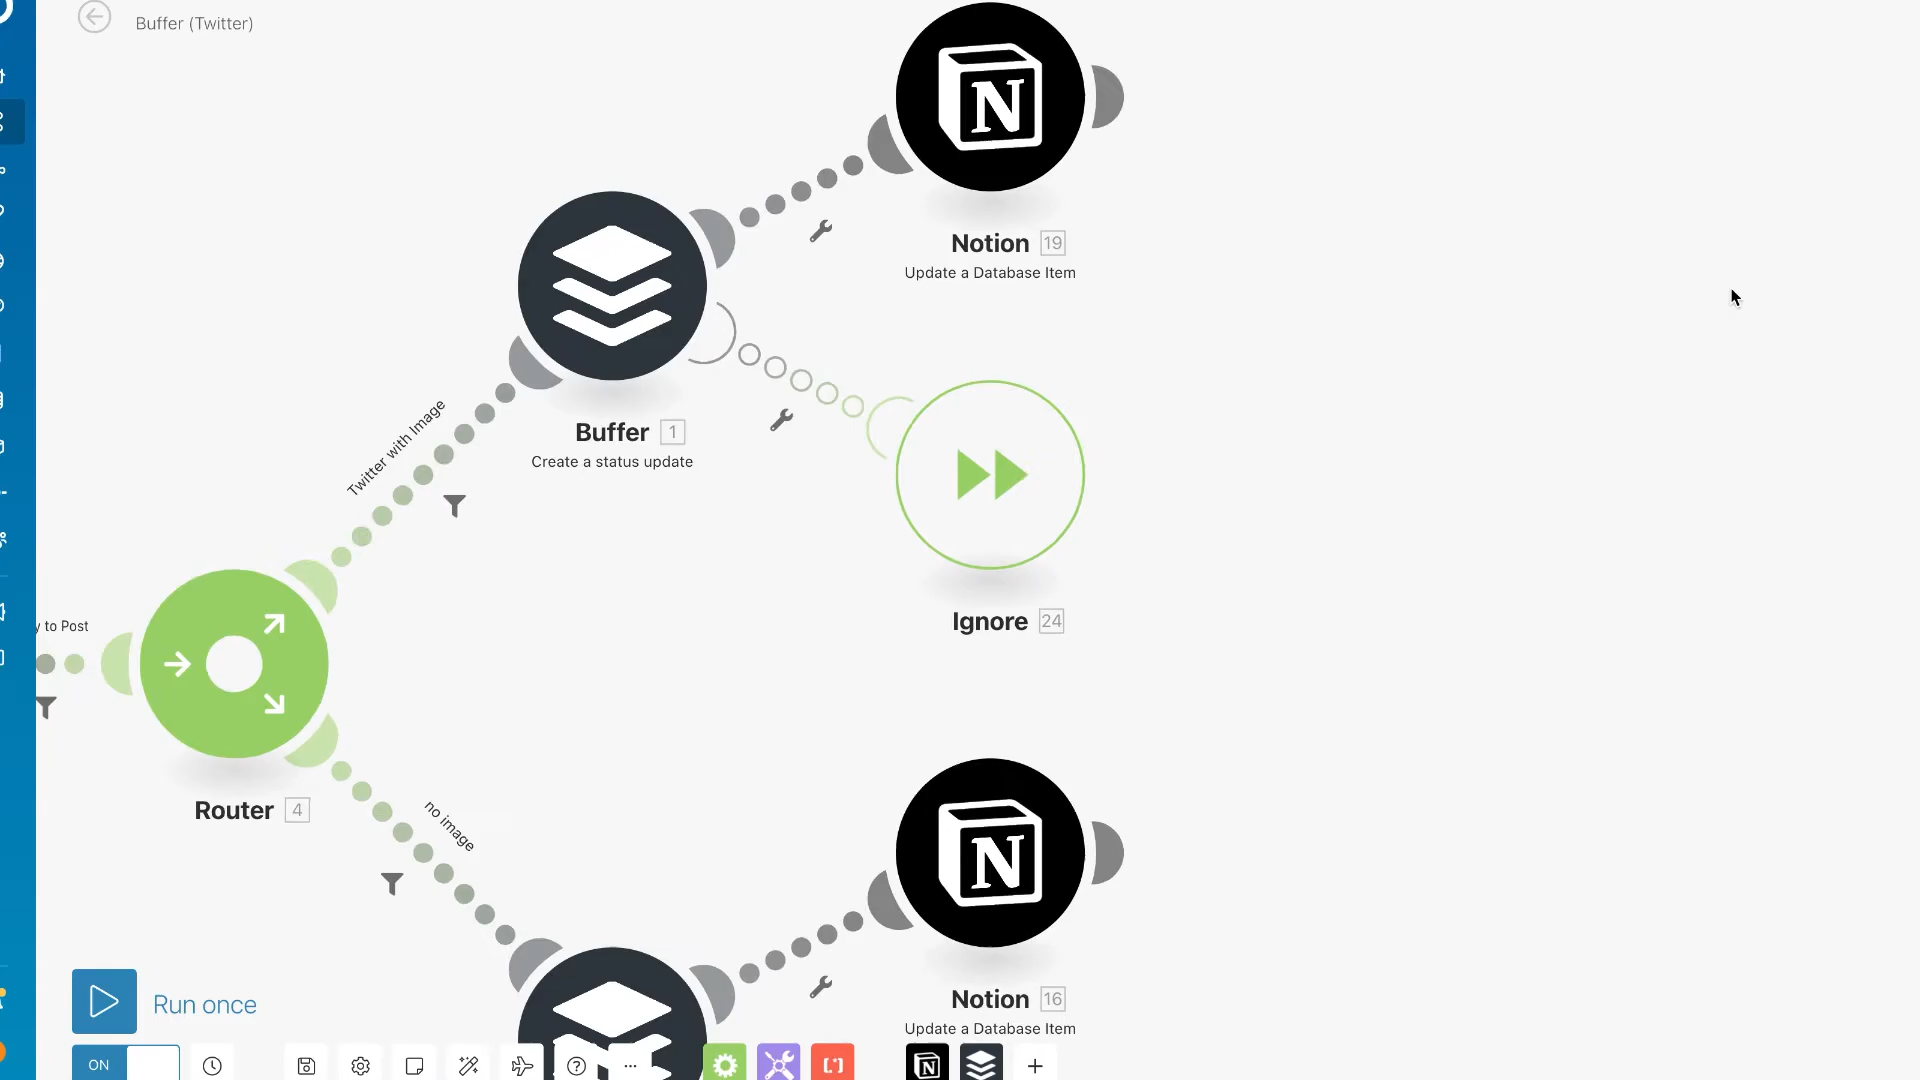 Buffer (Twitter)
Notion 19
Update a Database Item
Twitter with Image
Buffer 1
Create a status update
Ignore 24
y to Post
Router 4
no image
Notion 16
Update a Database Item
Run once
ON